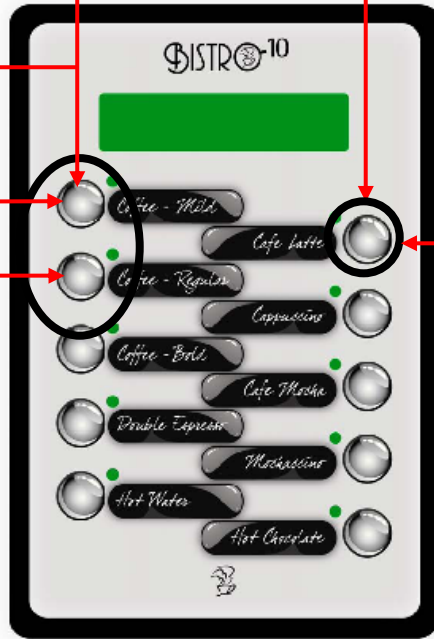 BISTRO-10
Coffee - Mild
Cafe Latte
Coffee - Regular
Cappuccino
Coffee - Bold
Cafe Mocha
Double Espresso
Mochaccino
Hot Water
Hot Chocolate